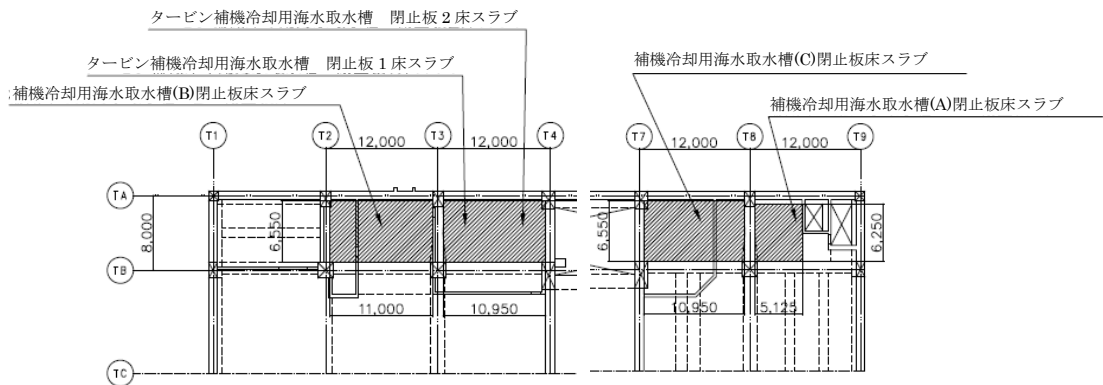 タービン補機冷却用海水取水槽　閉止板 2 床スラブ
タービン補機冷却用海水取水槽　閉止板 1 床スラブ
補機冷却用海水取水槽(B)閉止板床スラブ
補機冷却用海水取水槽(C)閉止板床スラブ
補機冷却用海水取水槽(A)閉止板床スラブ
T1 T2 T3 T4 T7 T8 T9
12,000 12,000 12,000 12,000
TA
8,000 6,550 6,550 6,250
TB
11,000 10,950 10,950 5,125
TC